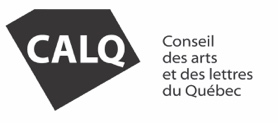 CALQ
Conseil
des arts
et des lettres
du Québec